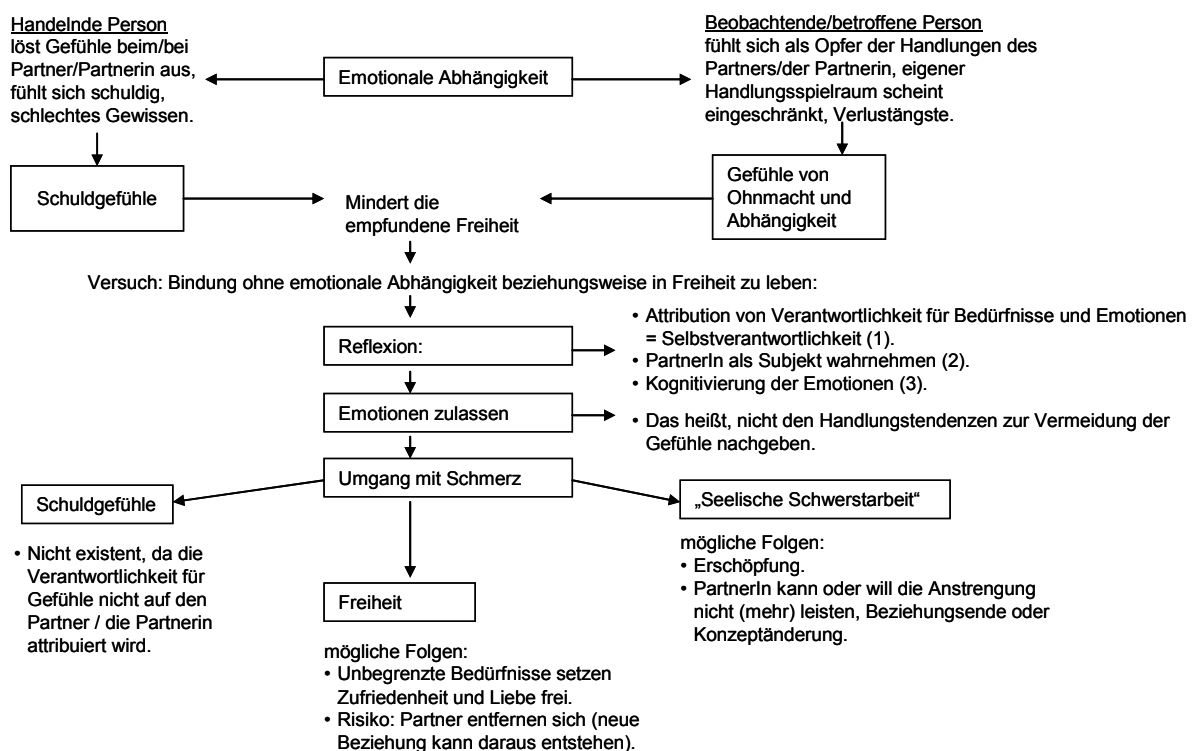 Handelnde Person
löst Gefühle beim/bei
Partner/Partnerin aus,
fühlt sich schuldig,
schlechtes Gewissen.
Emotionale Abhängigkeit
Beobachtende/betroffene Person
fühlt sich als Opfer der Handlungen des
Partners/der Partnerin, eigener
Handlungsspielraum scheint
eingeschränkt, Verlustängste.
Schuldgefühle
Mindert die
empfundene Freiheit
Gefühle von
Ohnmacht und
Abhängigkeit
Versuch: Bindung ohne emotionale Abhängigkeit beziehungsweise in Freiheit zu leben:
Reflexion:
• Attribution von Verantwortlichkeit für Bedürfnisse und Emotionen
= Selbstverantwortlichkeit (1).
• PartnerIn als Subjekt wahrnehmen (2).
• Kognitivierung der Emotionen (3).
Emotionen zulassen
• Das heißt, nicht den Handlungstendenzen zur Vermeidung der
Gefühle nachgeben.
Umgang mit Schmerz
Schuldgefühle
• Nicht existent, da die
Verantwortlichkeit für
Gefühle nicht auf den
Partner / die Partnerin
attribuiert wird.
Freiheit
mögliche Folgen:
• Unbegrenzte Bedürfnisse setzen
Zufriedenheit und Liebe frei.
• Risiko: Partner entfernen sich (neue
Beziehung kann daraus entstehen).
„Seelische Schwerstarbeit“
mögliche Folgen:
• Erschöpfung.
• PartnerIn kann oder will die Anstrengung
nicht (mehr) leisten, Beziehungsende oder
Konzeptänderung.